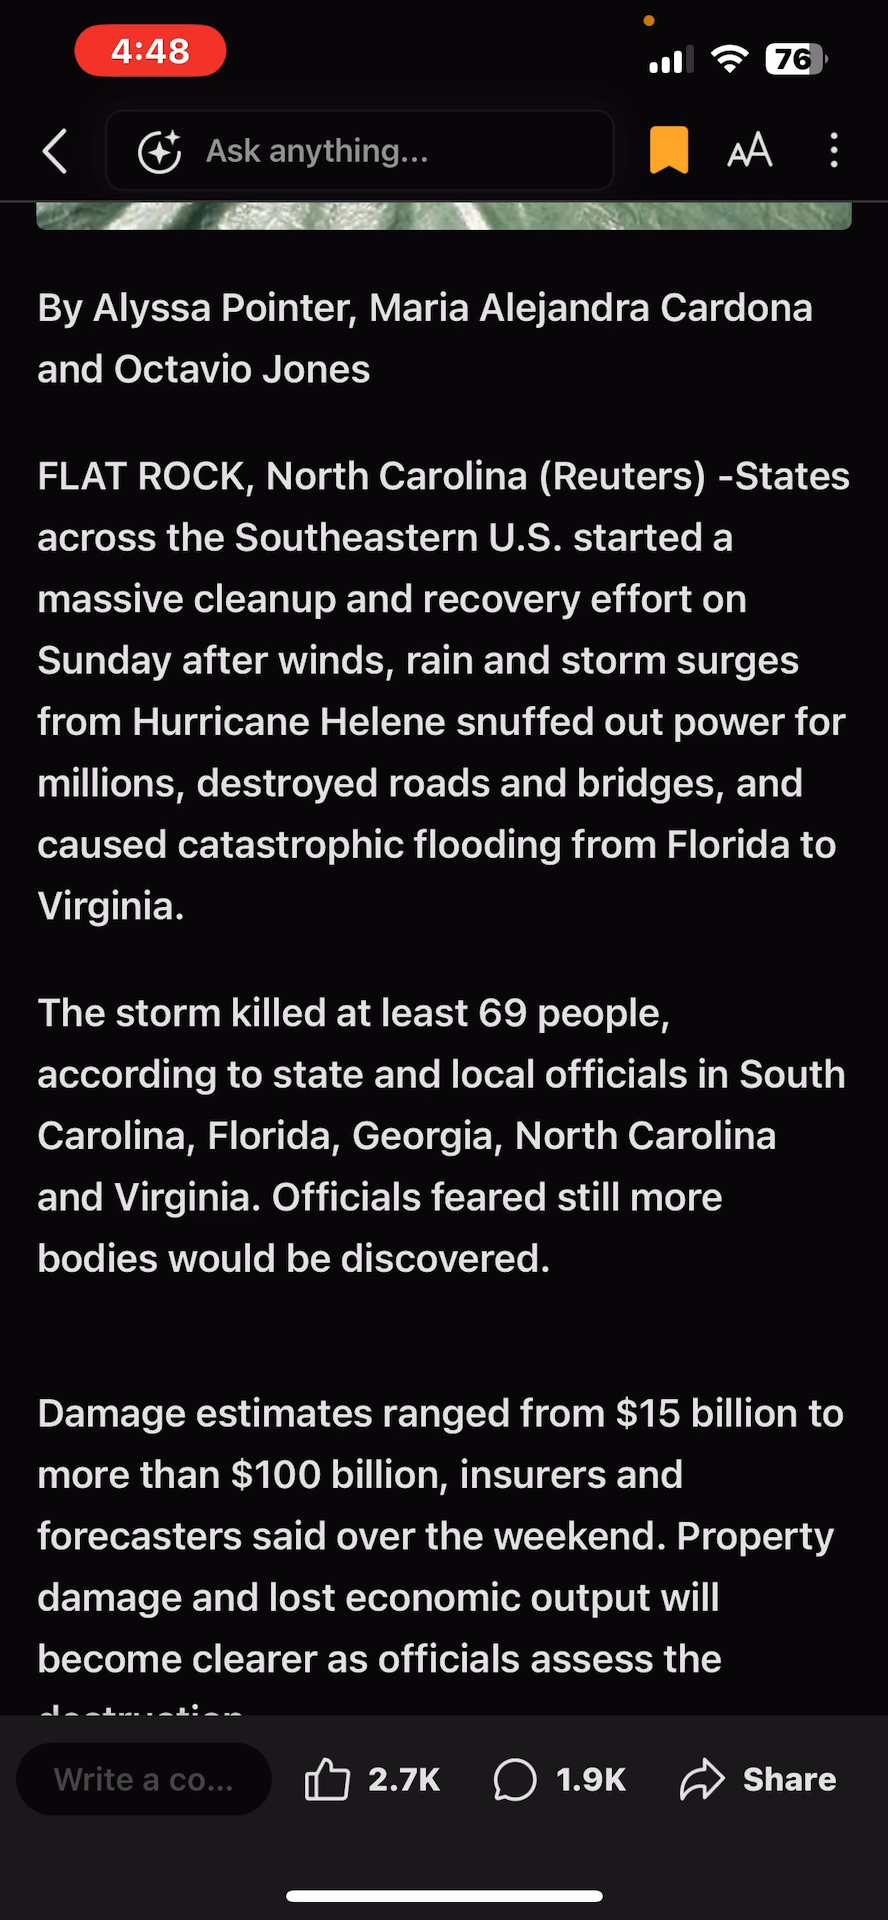 4:48
76
Ask anything...
AA
By Alyssa Pointer, Maria Alejandra Cardona
and Octavio Jones
FLAT ROCK, North Carolina (Reuters) -States
across the Southeastern U.S. started a
massive cleanup and recovery effort on
Sunday after winds, rain and storm surges
from Hurricane Helene snuffed out power for
millions, destroyed roads and bridges, and
caused catastrophic flooding from Florida to
Virginia.
The storm killed at least 69 people,
according to state and local officials in South
Carolina, Florida, Georgia, North Carolina
and Virginia. Officials feared still more
bodies would be discovered.
Damage estimates ranged from $15 billion to
more than $100 billion, insurers and
forecasters said over the weekend. Property
damage and lost economic output will
become clearer as officials assess the
destruction
Write a co...
2.7K
1.9K
Share